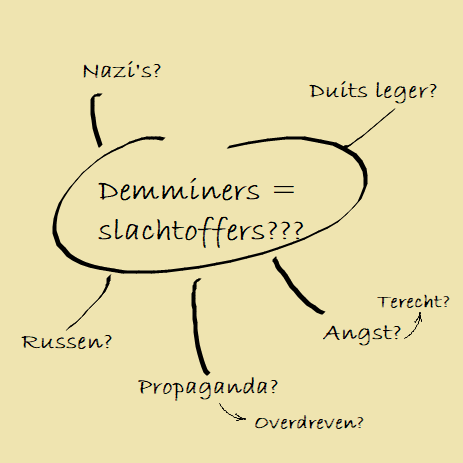 Nazi's?
Duits leger?
Demminers =
slachtoffers???
Terecht?
Angst?
Russen?
Propaganda?
Overdreven?